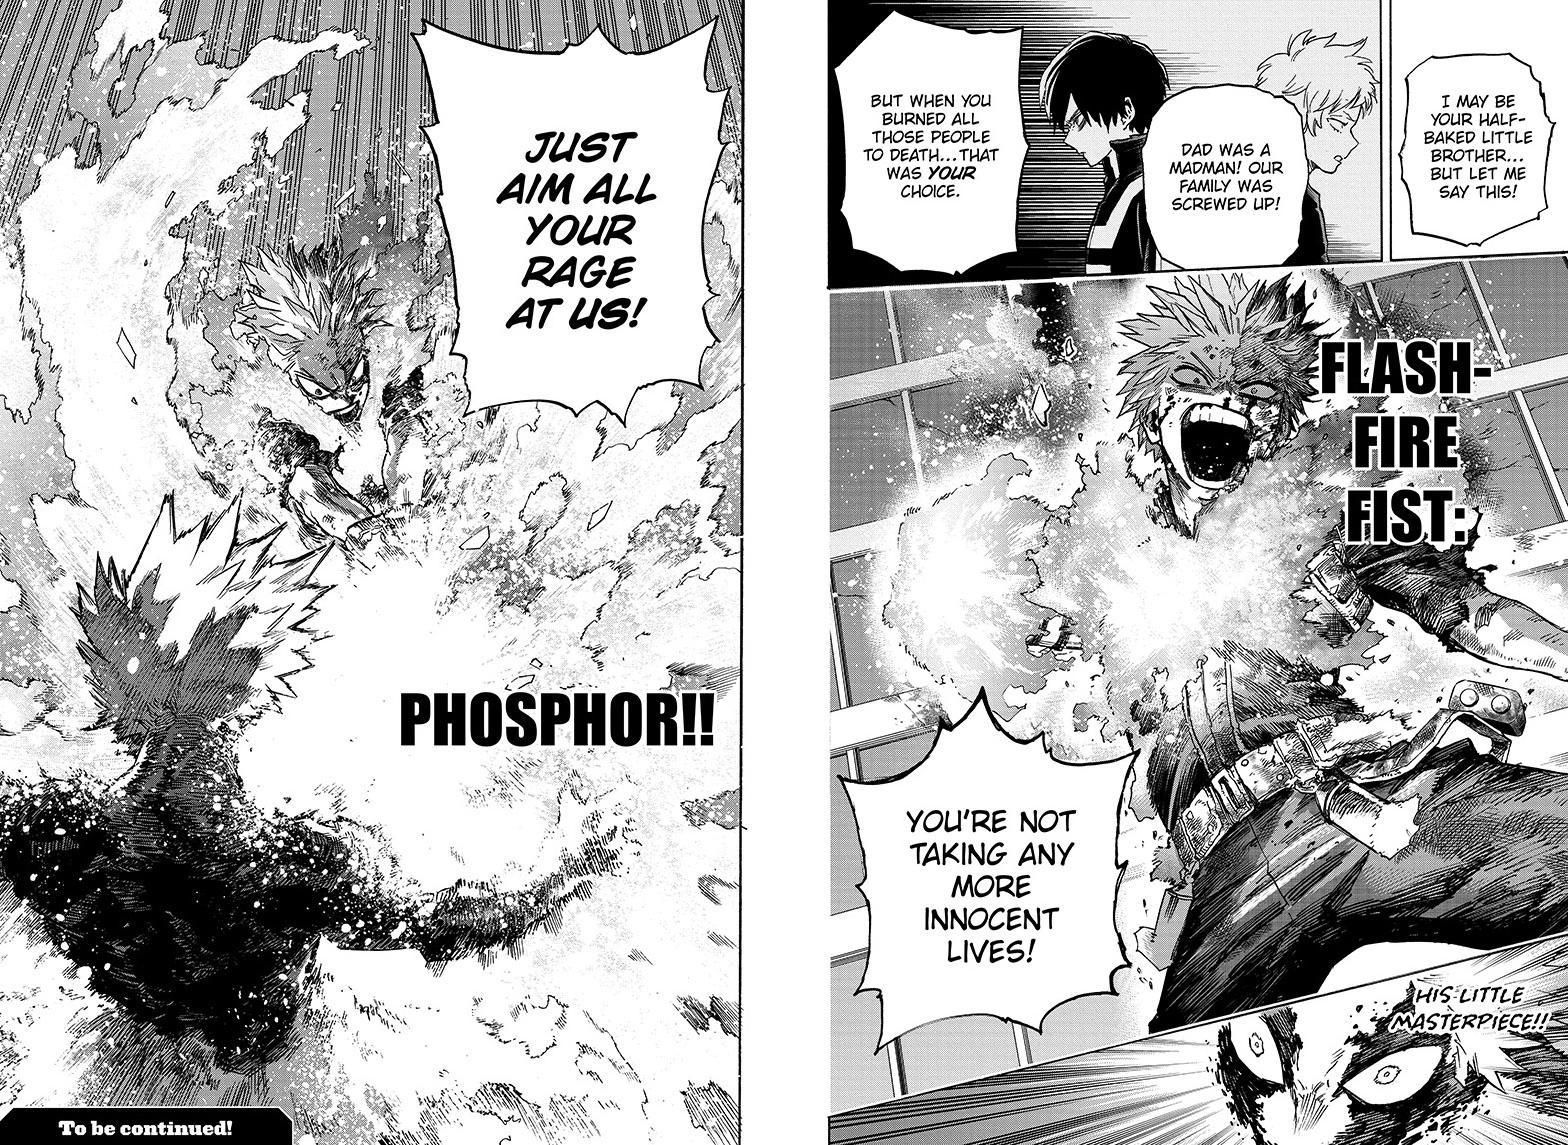 I MAY BE
YOUR HALF-
BAKED LITTLE
BROTHER...
BUT LET ME
SAY THIS!
DAD WAS A
MADMAN! OUR
FAMILY WAS
SCREWED UP!
BUT WHEN YOU
BURNED ALL
THOSE PEOPLE
TO DEATH...THAT
WAS YOUR
CHOICE.
FLASH-
FIRE
FIST:
YOU'RE NOT
TAKING ANY
MORE
INNOCENT
LIVES!
HIS LITTLE
MASTERPIECE!!
JUST
AIM ALL
YOUR
RAGE
AT US!
PHOSPHOR!!
To be continued!